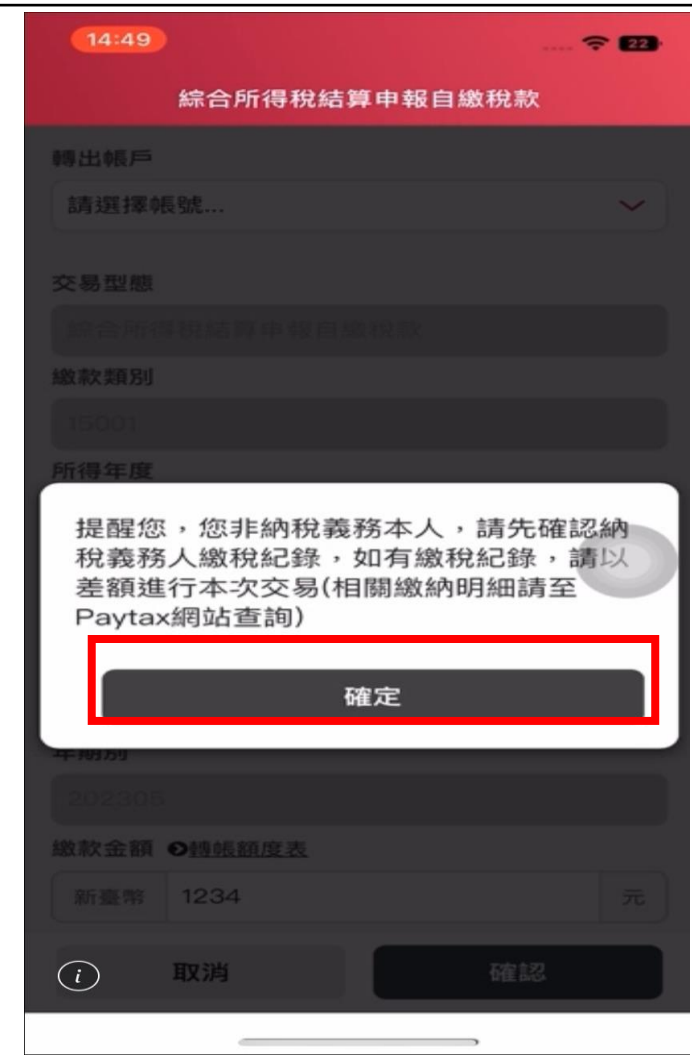 14:49
22
綜合所得稅結算申報自繳稅款
轉出帳戶
請選擇帳號...
交易型態
綜合所得稅結算申報自繳稅款
繳款類別
15001
所得年度
提醒您，您非納稅義務本人，請先確認納
稅義務人繳稅紀錄，如有繳稅紀錄，請以
差額進行本次交易(相關繳納明細請至
Paytax網站查詢)
確定
年期別
202305
繳款金額 轉帳額度表
新臺幣 1234 元
i 取消 確認